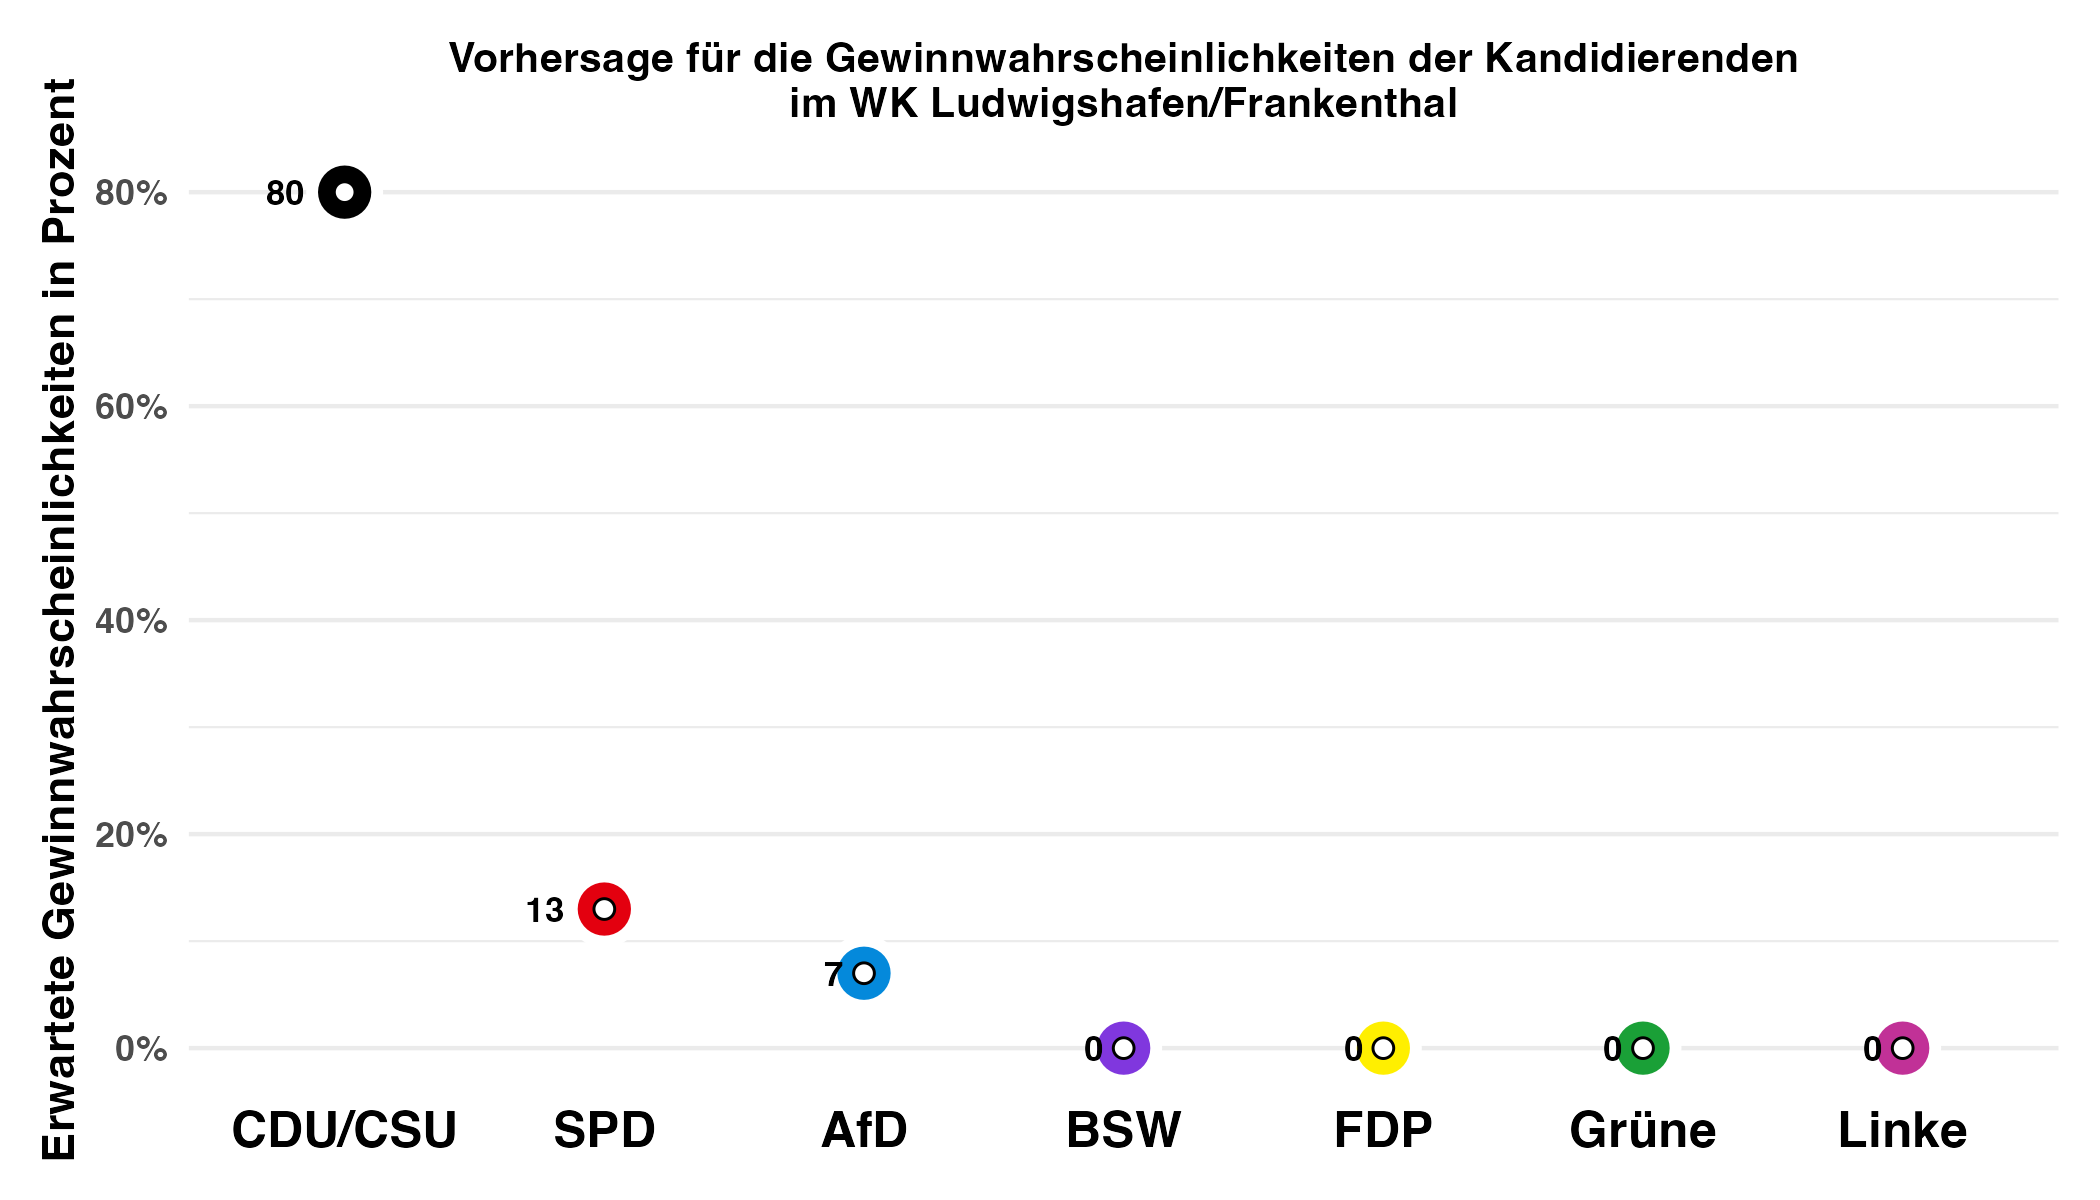 Vorhersage für die Gewinnwahrscheinlichkeiten der Kandidierenden
im WK Ludwigshafen/Frankenthal
Erwartete Gewinnwahrscheinlichkeiten in Prozent
80%
60%
40%
20%
0%
80
13
7
0
0
0
0
CDU/CSU
SPD
AfD
BSW
FDP
Grüne
Linke